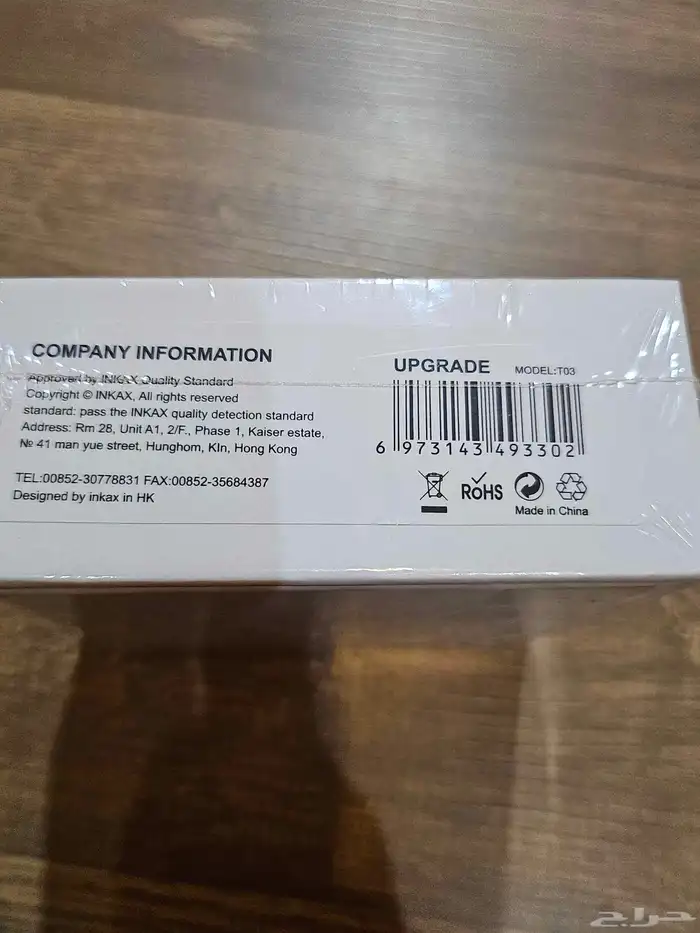 COMPANY INFORMATION
Approved by INKAX Quality Standard
Copyright © INKAX, All rights reserved
standard: pass the INKAX quality detection standard
Address: Rm 28, Unit A1, 2/F., Phase 1, Kaiser estate,
№ 41 man yue street, Hunghom, Kln, Hong Kong
TEL:00852-30778831 FAX:00852-35684387
Designed by inkax in HK
UPGRADE MODEL:T03
6 973143 493302
RoHS
Made in China
حراج